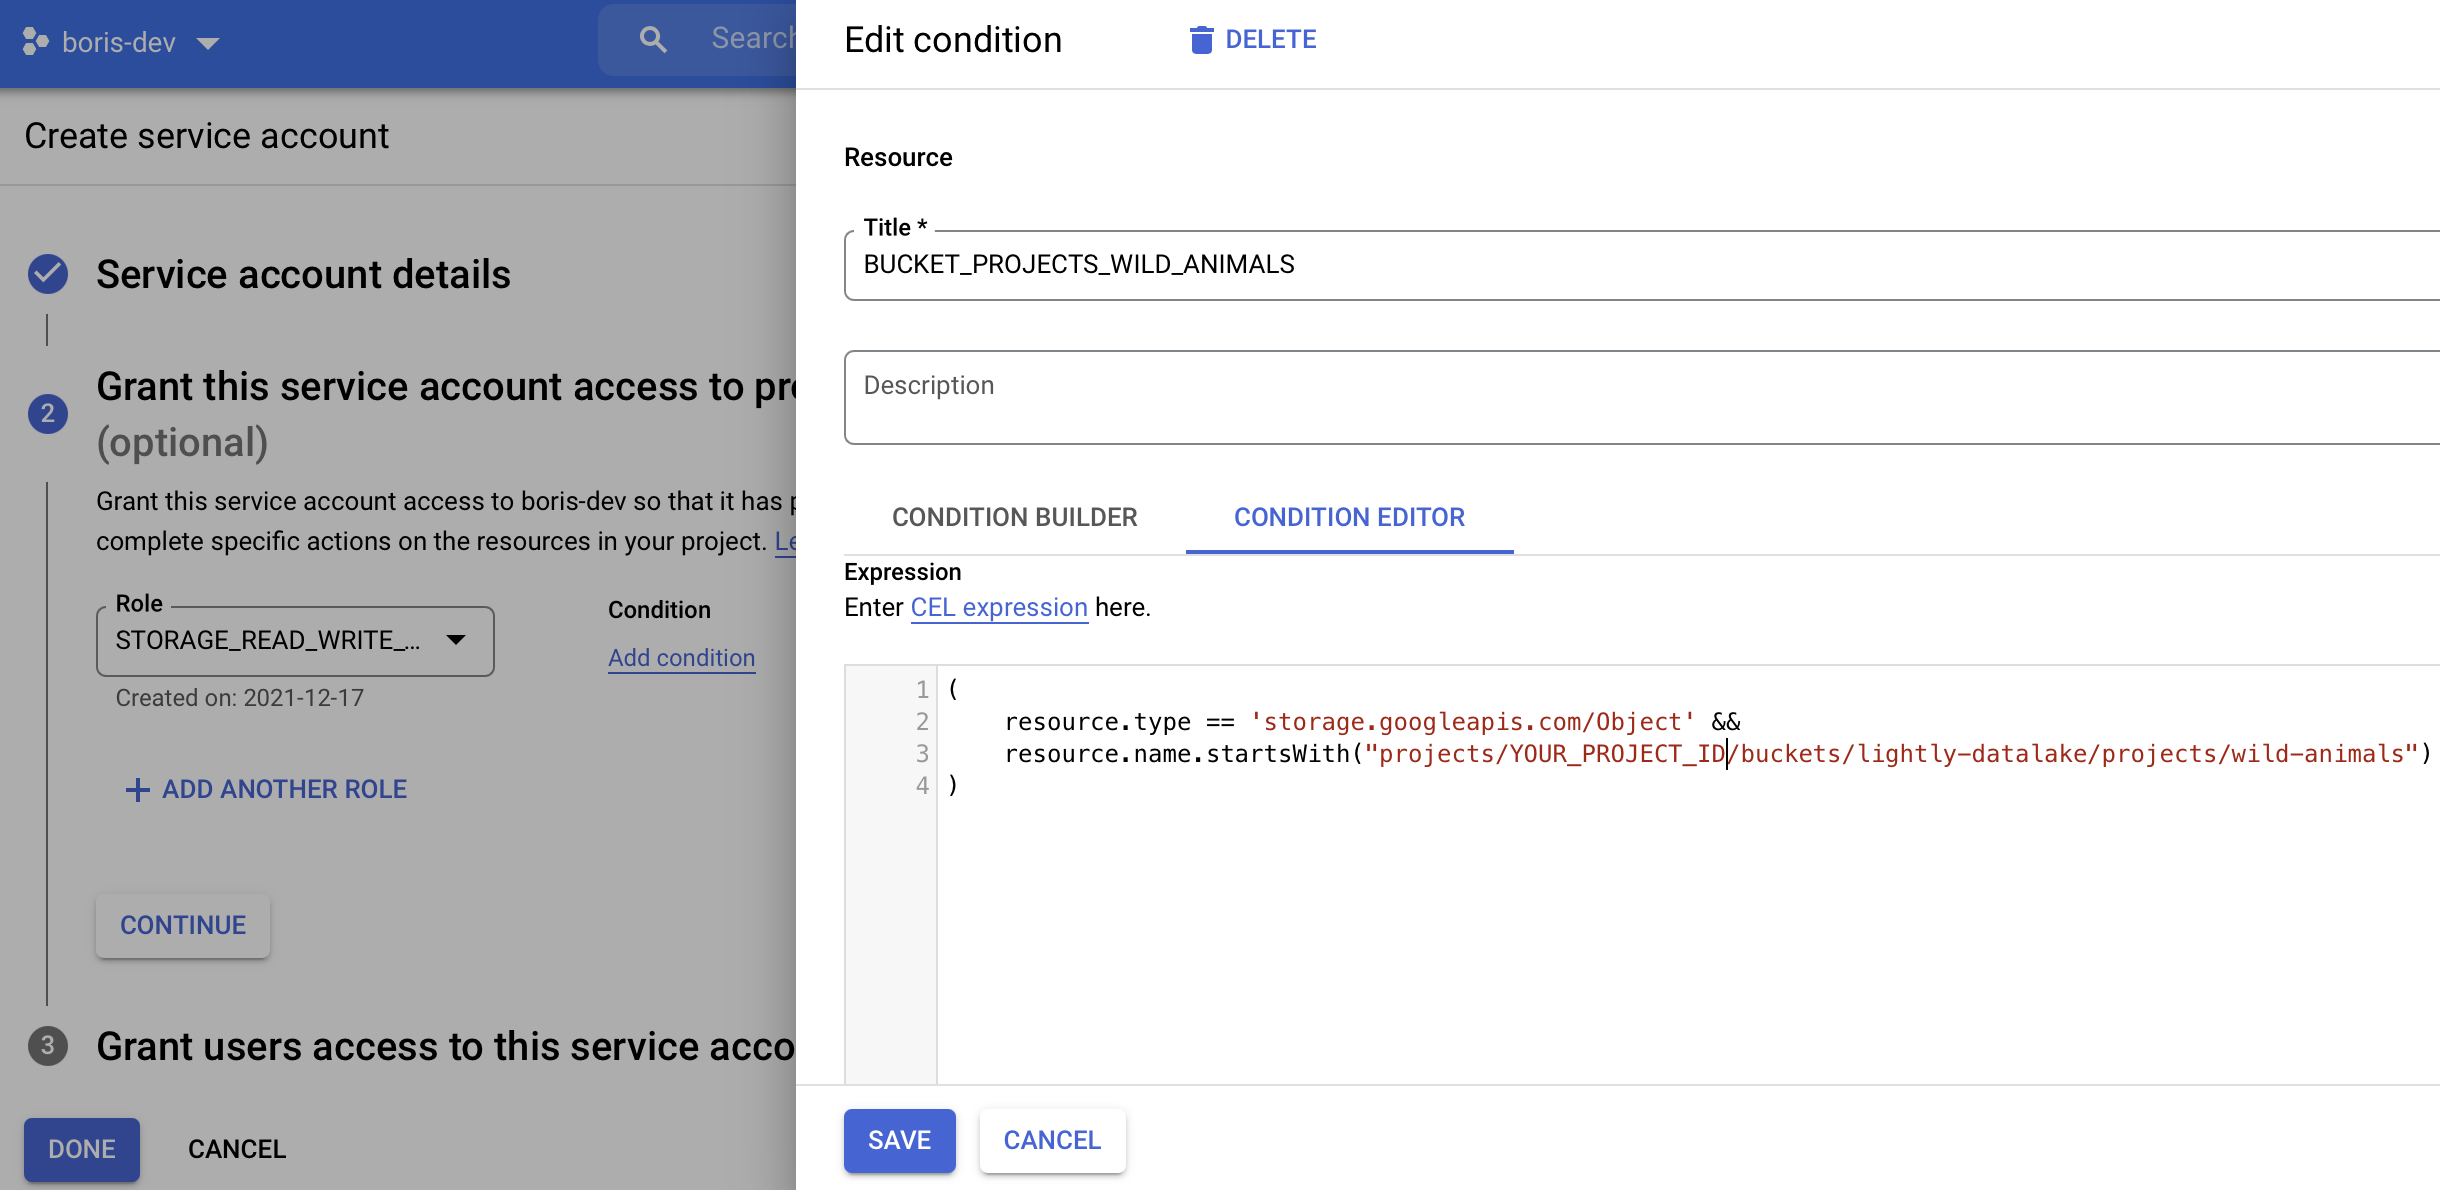 boris-dev
Search
Create service account
Service account details
2
Grant this service account access to pr
(optional)
Grant this service account access to boris-dev so that it has
complete specific actions on the resources in your project. Le
Role
STORAGE_READ_WRITE_...
Created on: 2021-12-17
Condition
Add condition
ADD ANOTHER ROLE
CONTINUE
3
Grant users access to this service acco
DONE
CANCEL
Edit condition
DELETE
Resource
Title *
BUCKET_PROJECTS_WILD_ANIMALS
Description
CONDITION BUILDER
CONDITION EDITOR
Expression
Enter CEL expression here.
1 (
2 resource.type == 'storage.googleapis.com/Object' &&
3 resource.name.startsWith("projects/YOUR_PROJECT_ID/buckets/lightly-datalake/projects/wild-animals")
4 )
SAVE
CANCEL